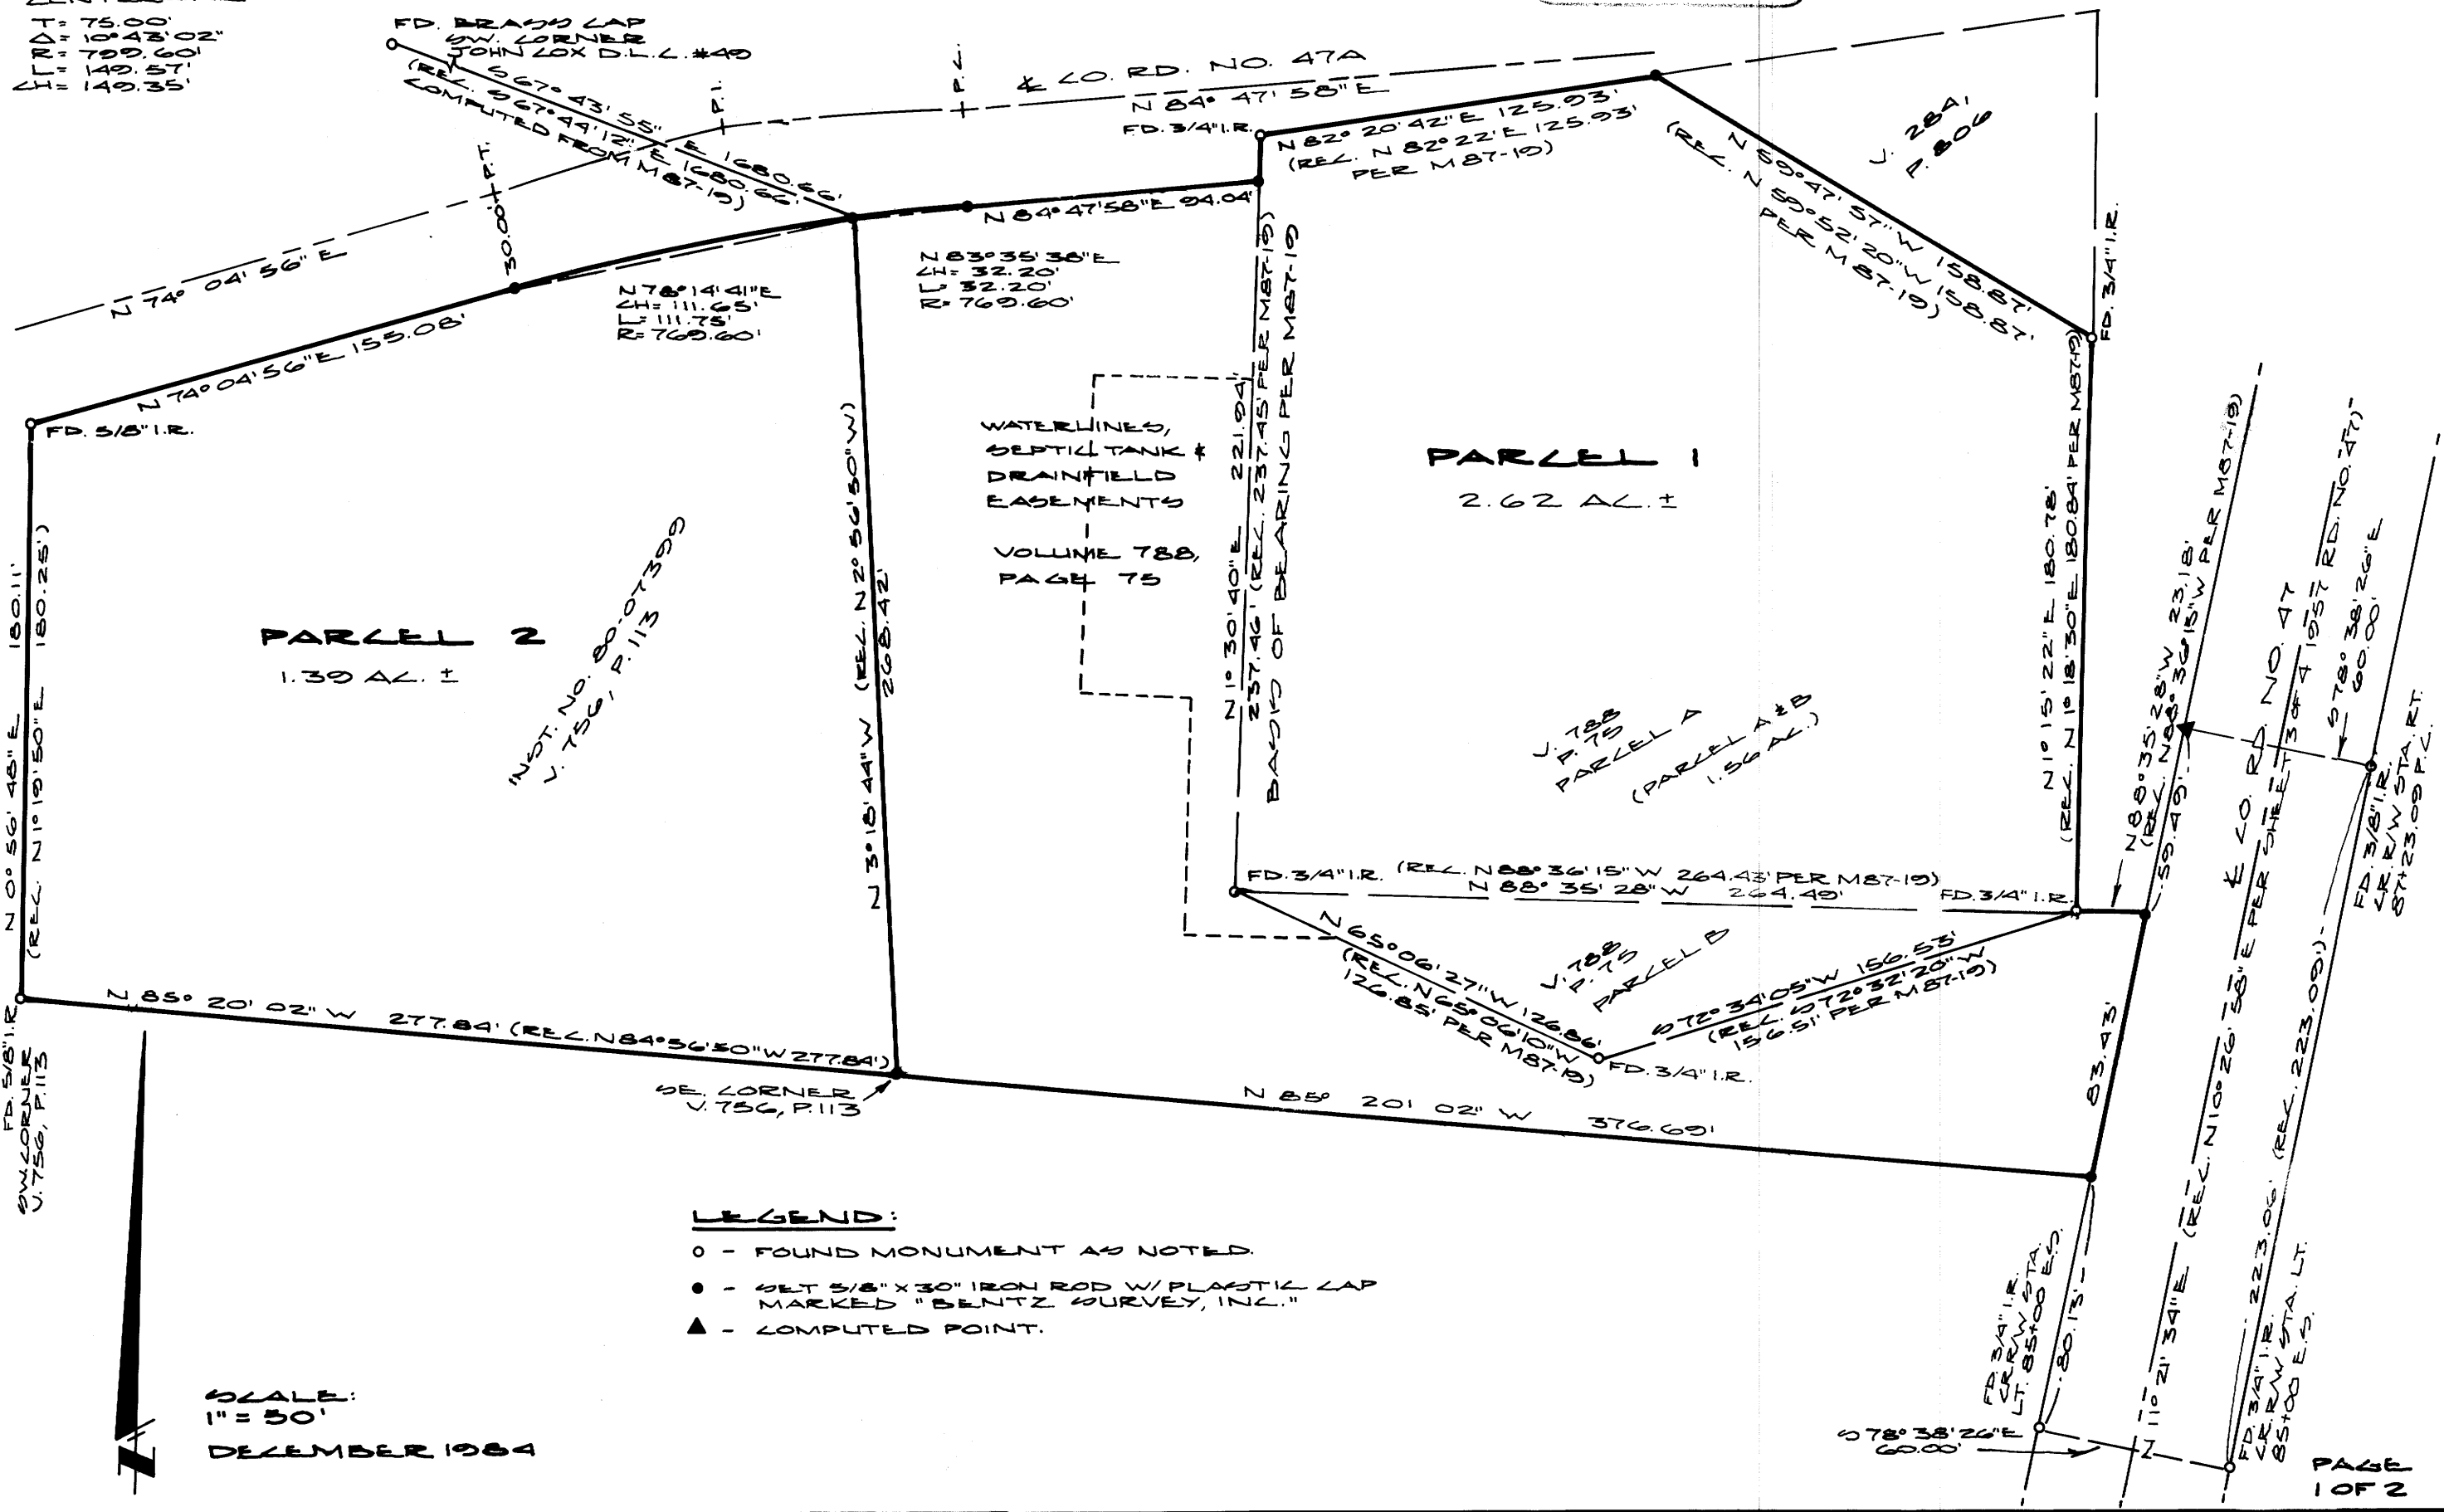 T= 75.00'
Δ= 10°43'02"
R= 799.60'
L= 149.57'
CH= 149.35'
FD. BRASS CAP
SW. CORNER
JOHN COX D.L.C. #49
S 67° 43' 55" E 1680.66'
(REC. S 67° 44' 12" E 1680.66'
COMPUTED FROM M87-19)
P.T.
30.00'
P.I.
P.C.
℄ CO. RD. NO. 47A
N 84° 47' 58" E
N 74° 04' 56" E
FD. 3/4" I.R.
N 82° 20' 42" E 125.93'
(REC. N 82° 22' E 125.93'
PER M87-19)
N 59° 47' 57" W 158.87'
(REC. N 59° 52' 20" W 158.87'
PER M87-19)
V. 281,
P. 806
FD. 3/4" I.R.
N 84° 47' 58" E 94.04'
N 83° 35' 38" E
CH= 32.20'
L= 32.20'
R= 769.60'
N 78° 14' 41" E
CH= 111.65'
L= 111.75'
R= 769.60'
N 74° 04' 56" E 155.08'
FD. 5/8" I.R.
N 0° 56' 48" E 180.11'
(REC. N 1° 19' 50" E 180.25')
PARCEL 2
1.39 AC. ±
INST. NO. 80-07399
V. 756, P. 113
N 3° 18' 44" W (REC. N 2° 56' 50" W)
268.42'
WATERLINES,
SEPTIC TANK &
DRAINFIELD
EASEMENTS
VOLUME 788,
PAGE 75
N 1° 30' 40" E 221.94'
237.46' (REC. 237.45' PER M87-19)
BASIS OF BEARING PER M87-19
PARCEL 1
2.62 AC. ±
V. 788
P. 75
PARCEL A
(PARCEL A & B
1.56 AC.)
N 1° 15' 22" E 180.78'
(REC. N 1° 18' 30" E 180.84' PER M87-19)
N 88° 35' 28" W 23.18'
(REC. N 88° 36' 15" W PER M87-19)
59.49'
FD. 3/4" I.R.
(REC. N 88° 36' 15" W 264.43' PER M87-19)
N 88° 35' 28" W 264.49'
FD. 3/4" I.R.
N 65° 06' 27" W 126.86'
(REC. N 65° 06' 10" W
126.85' PER M87-19)
V. 788
P. 75
PARCEL B
S 72° 34' 05" W 156.53'
(REC. S 72° 32' 20" W
156.51' PER M87-19)
FD. 3/4" I.R.
83.43'
℄ CO. RD. NO. 47
N 11° 21' 34" E (REC. N 10° 26' 58" E PER SHEET 3 OF 4 1957 RD. NO. 47)
S 78° 38' 26" E
60.00'
FD. 3/8" I.R.
CR. R/W STA. RT.
87+23.09 P.C.
223.06' (REC. 223.09')
FD. 5/8" I.R.
SW. CORNER
V. 756, P. 113
N 85° 20' 02" W 277.84' (REC. N 84° 56' 50" W 277.84')
SE. CORNER
V. 756, P. 113
N 85° 20' 02" W 376.69'
LEGEND:
○ - FOUND MONUMENT AS NOTED.
● - SET 5/8" X 30" IRON ROD W/ PLASTIC CAP
MARKED "BENTZ SURVEY, INC."
▲ - COMPUTED POINT.
FD. 3/4" I.R.
CR. R/W STA.
LT. 85+00 E.S.
80.13'
S 78° 38' 26" E
60.00'
FD. 3/4" I.R.
CR. R/W STA. LT.
85+00 E.S.
SCALE:
1" = 50'
DECEMBER 1984
N
PAGE
1 OF 2